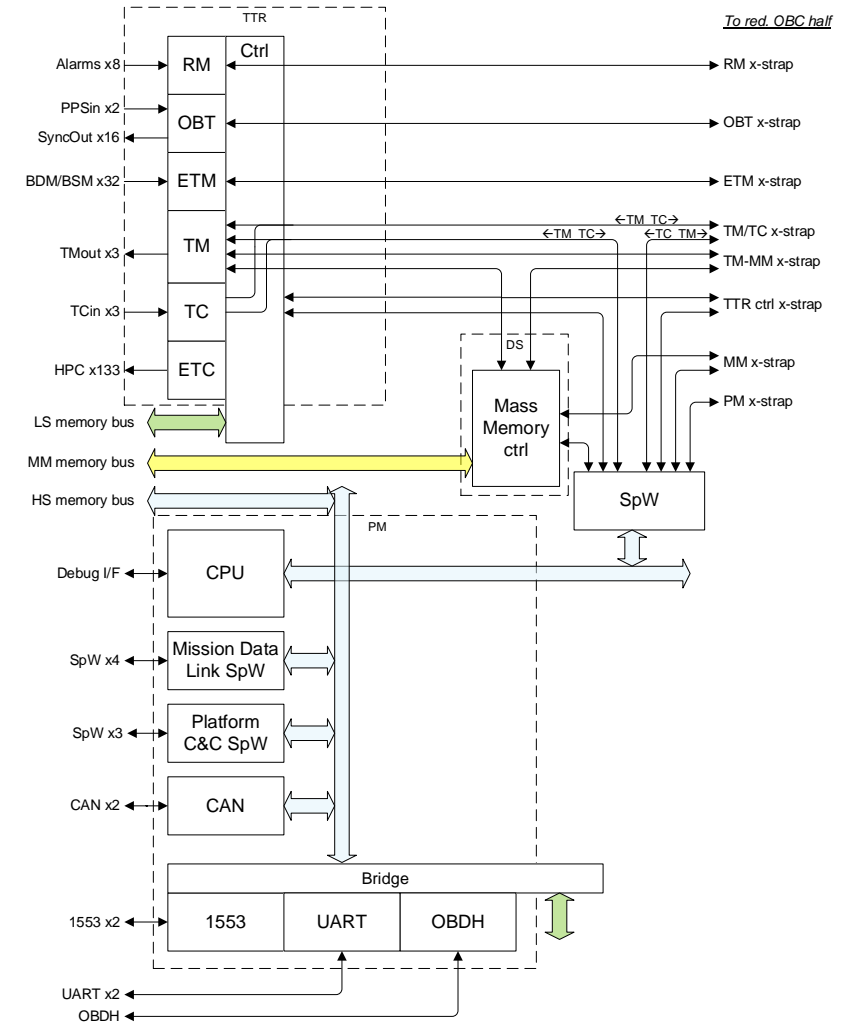 TTR
To red. OBC half
Alarms x8
RM
Ctrl
RM x-strap
PPSin x2
OBT
OBT x-strap
SyncOut x16
BDM/BSM x32
ETM
ETM x-strap
←TM TC→
TM
←TM TC→
←TC TM→
TM/TC x-strap
TMout x3
TM-MM x-strap
TCin x3
TC
TTR ctrl x-strap
DS
HPC x133
ETC
MM x-strap
Mass
Memory
ctrl
PM x-strap
LS memory bus
MM memory bus
HS memory bus
SpW
PM
Debug I/F
CPU
SpW x4
Mission Data
Link SpW
SpW x3
Platform
C&C SpW
CAN x2
CAN
Bridge
1553 x2
1553
UART
OBDH
UART x2
OBDH